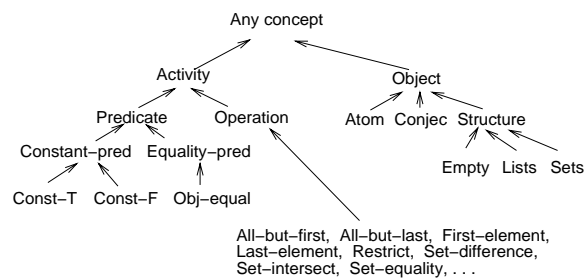 Any concept
Activity Object
Predicate Operation Atom Conjec Structure
Constant-pred Equality-pred Empty Lists Sets
Const-T Const-F Obj-equal
All-but-first, All-but-last, First-element,
Last-element, Restrict, Set-difference,
Set-intersect, Set-equality, . . .